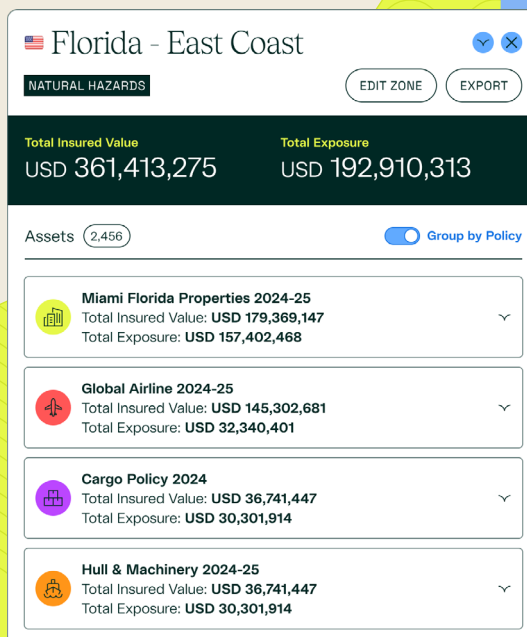 Florida - East Coast
NATURAL HAZARDS
EDIT ZONE
EXPORT
Total Insured Value
Total Exposure
USD 361,413,275
USD 192,910,313
Assets 2,456
Group by Policy
Miami Florida Properties 2024-25
Total Insured Value: USD 179,369,147
Total Exposure: USD 157,402,468
Global Airline 2024-25
Total Insured Value: USD 145,302,681
Total Exposure: USD 32,340,401
Cargo Policy 2024
Total Insured Value: USD 36,741,447
Total Exposure: USD 30,301,914
Hull & Machinery 2024-25
Total Insured Value: USD 36,741,447
Total Exposure: USD 30,301,914